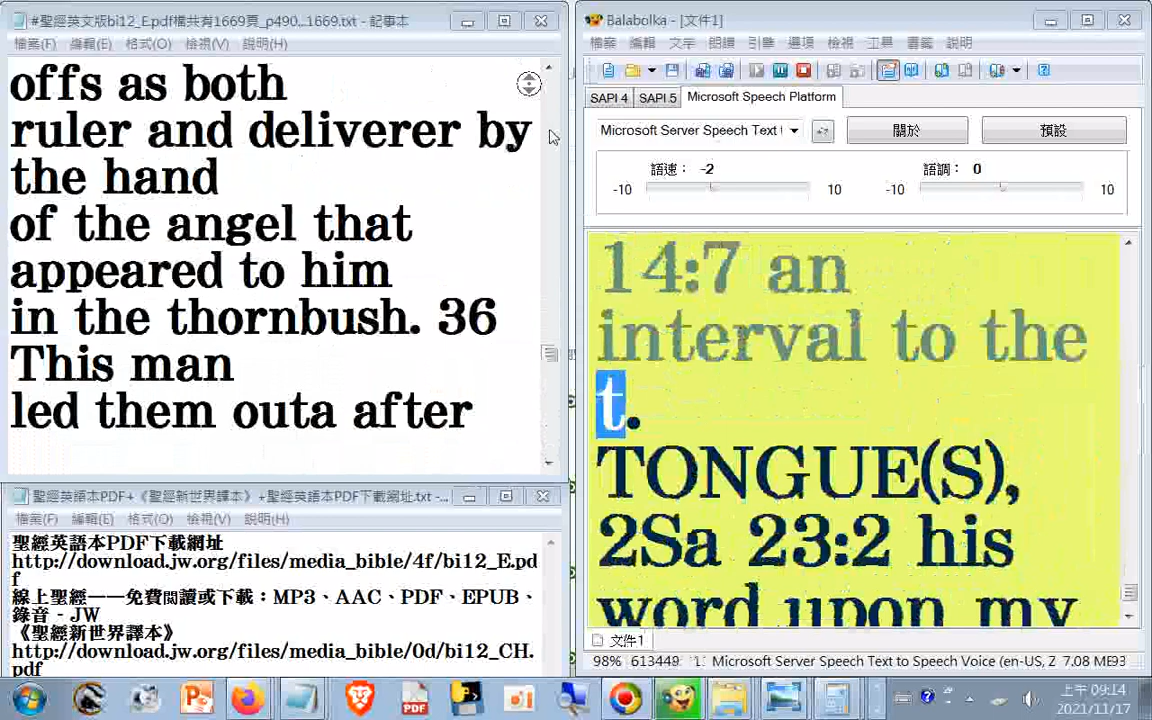 #聖經英文版bi12_E.pdf檔共有1669頁_p490,..1669.txt - 記事本
檔案(F) 編輯(E) 格式(O) 檢視(V) 說明(H)
offs as both
ruler and deliverer by
the hand
of the angel that
appeared to him
in the thornbush. 36
This man
led them outa after
聖經英語本PDF+《聖經新世界譯本》+聖經英語本PDF下載網址.txt -...
檔案(F) 編輯(E) 格式(O) 檢視(V) 說明(H)
聖經英語本PDF下載網址
http://download.jw.org/files/media_bible/4f/bi12_E.pd
f
線上聖經——免費閱讀或下載：MP3、AAC、PDF、EPUB、
錄音 - JW
《聖經新世界譯本》
http://download.jw.org/files/media_bible/0d/bi12_CH.
pdf
Balabolka - [文件1]
檔案 編輯 文字 朗讀 引擎 選項 檢視 工具 書籤 說明
SAPI 4 SAPI 5 Microsoft Speech Platform
Microsoft Server Speech Text 關於 預設
語速： -2 語調： 0
-10 10 -10 10
14:7 an
interval to the
t.
TONGUE(S),
2Sa 23:2 his
word upon my
文件1
98% 613449 Microsoft Server Speech Text to Speech Voice (en-US, Z 7.08 ME93
上午 09:14
2021/11/17